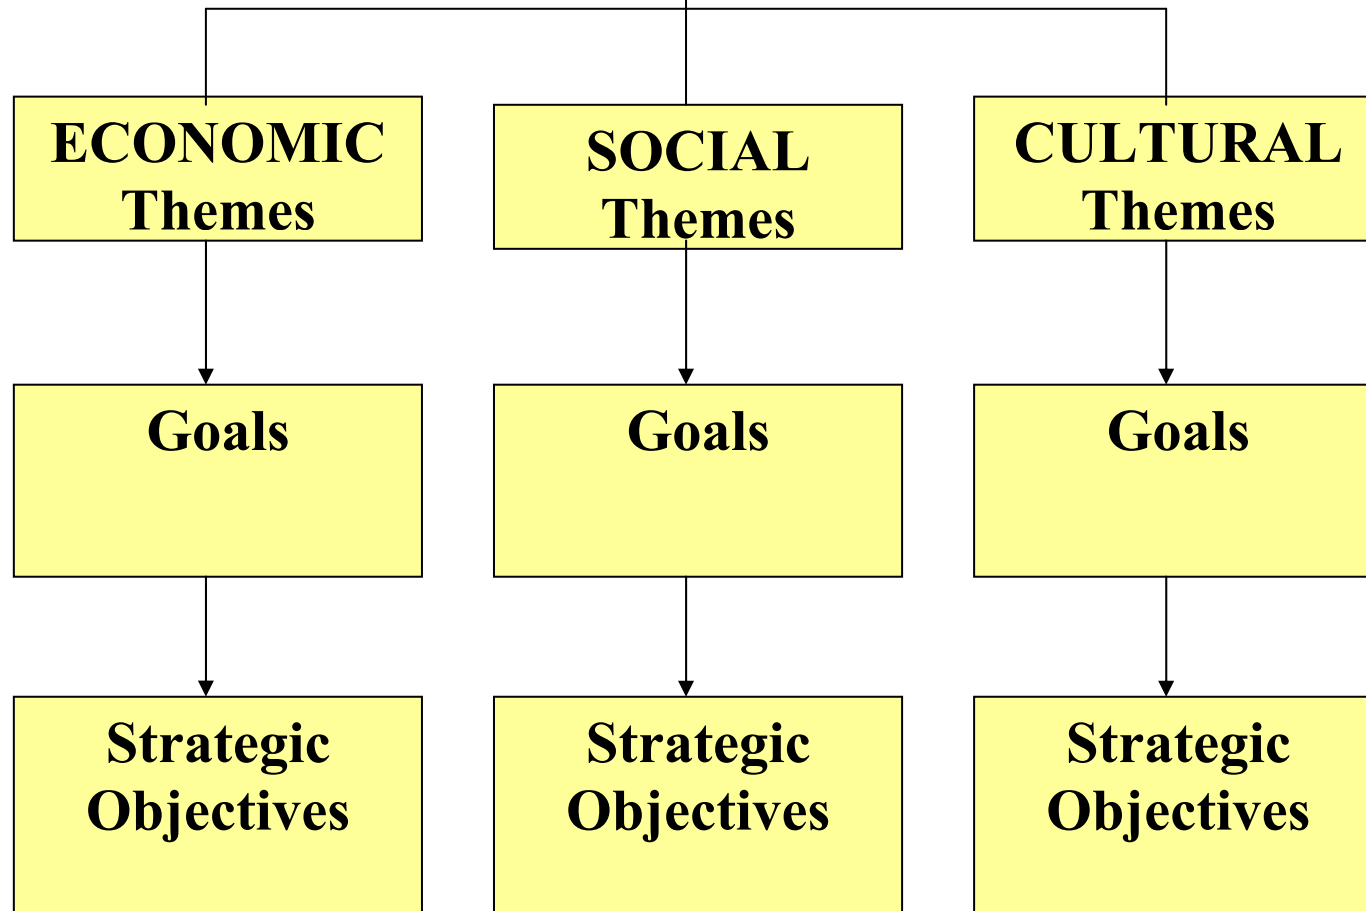 ECONOMIC
Themes
SOCIAL
Themes
CULTURAL
Themes
Goals
Goals
Goals
Strategic
Objectives
Strategic
Objectives
Strategic
Objectives